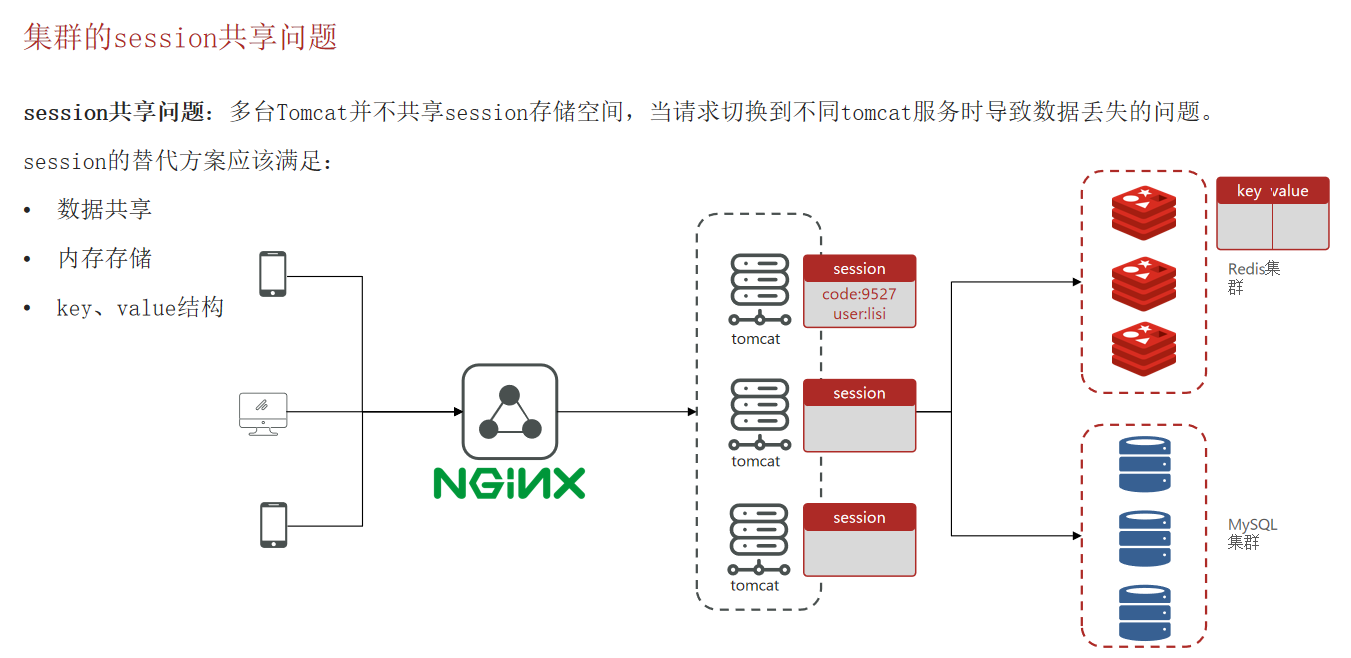 集群的session共享问题
session共享问题：多台Tomcat并不共享session存储空间，当请求切换到不同tomcat服务时导致数据丢失的问题。
session的替代方案应该满足：
• 数据共享
• 内存存储
• key、value结构
NGINX
session
code:9527
user:lisi
tomcat
session
tomcat
session
tomcat
key value
Redis集
群
MySQL
集群